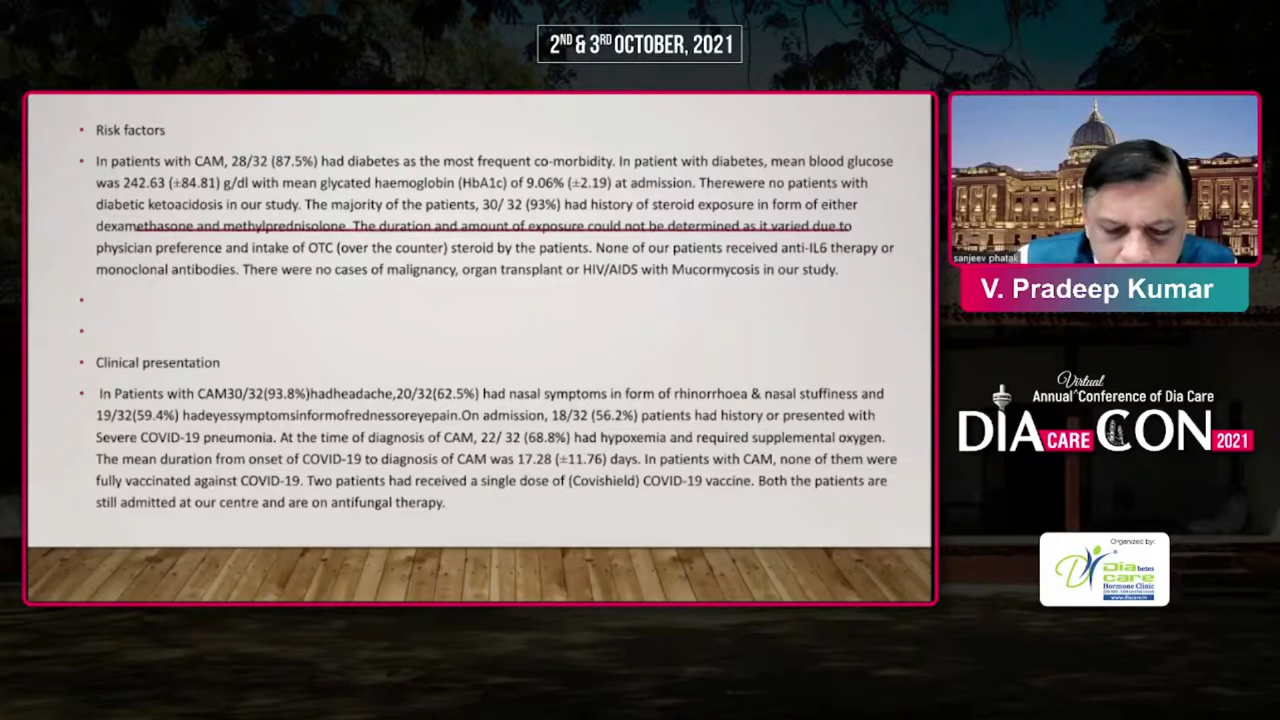 2ND & 3RD OCTOBER, 2021
Risk factors
In patients with CAM, 28/32 (87.5%) had diabetes as the most frequent co-morbidity. In patient with diabetes, mean blood glucose
was 242.63 (±84.81) g/dl with mean glycated haemoglobin (HbA1c) of 9.06% (±2.19) at admission. Therewere no patients with
diabetic ketoacidosis in our study. The majority of the patients, 30/ 32 (93%) had history of steroid exposure in form of either
dexamethasone and methylprednisolone. The duration and amount of exposure could not be determined as it varied due to
physician preference and intake of OTC (over the counter) steroid by the patients. None of our patients received anti-IL6 therapy or
monoclonal antibodies. There were no cases of malignancy, organ transplant or HIV/AIDS with Mucormycosis in our study.
Clinical presentation
In Patients with CAM30/32(93.8%)hadheadache,20/32(62.5%) had nasal symptoms in form of rhinorrhoea & nasal stuffiness and
19/32(59.4%) hadeyessymptomsinformofrednessoreyepain.On admission, 18/32 (56.2%) patients had history or presented with
Severe COVID-19 pneumonia. At the time of diagnosis of CAM, 22/ 32 (68.8%) had hypoxemia and required supplemental oxygen.
The mean duration from onset of COVID-19 to diagnosis of CAM was 17.28 (±11.76) days. In patients with CAM, none of them were
fully vaccinated against COVID-19. Two patients had received a single dose of (Covishield) COVID-19 vaccine. Both the patients are
still admitted at our centre and are on antifungal therapy.
sanjeev phatak
V. Pradeep Kumar
Virtual
Annual ^ Conference of Dia Care
DIA CARE CON 2021
Organized by:
Diabetes
care
Hormone Clinic
www.diacare.in